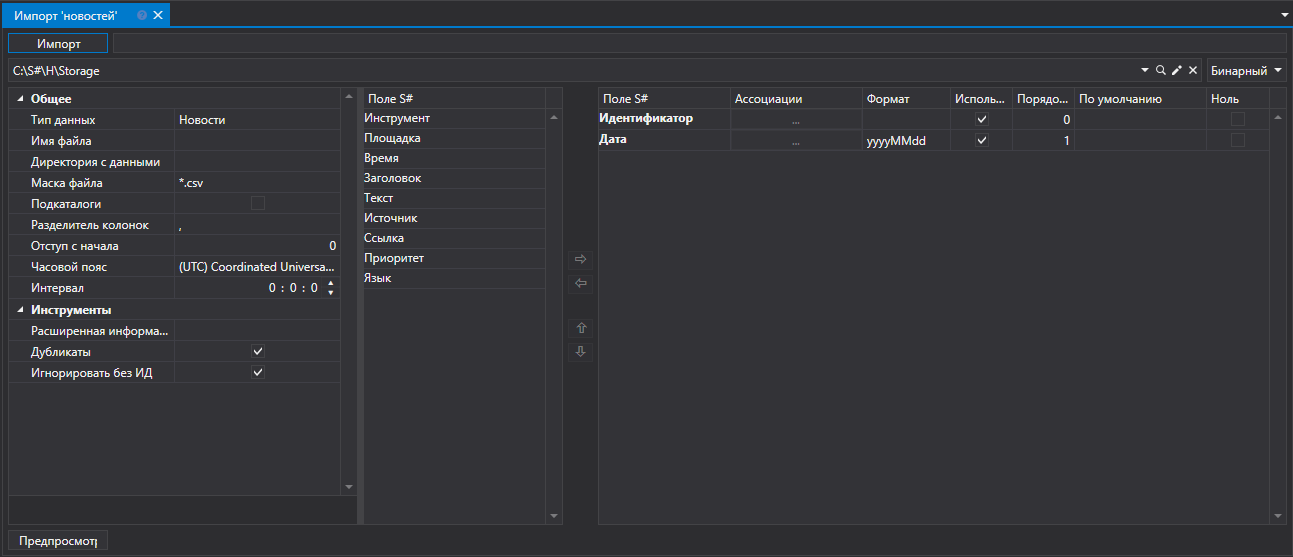 Импорт 'новостей'
Импорт
C:\S#\H\Storage
Бинарный
Общее
Тип данных Новости
Имя файла
Директория с данными
Маска файла *.csv
Подкаталоги
Разделитель колонок ,
Отступ с начала 0
Часовой пояс (UTC) Coordinated Universa...
Интервал 0 : 0 : 0
Инструменты
Расширенная информа...
Дубликаты
Игнорировать без ИД
Поле S#
Инструмент
Площадка
Время
Заголовок
Текст
Источник
Ссылка
Приоритет
Язык
Поле S# Ассоциации Формат Исполь... Порядо... По умолчанию Ноль
Идентификатор ... 0
Дата ... yyyyMMdd 1
Предпросмотр